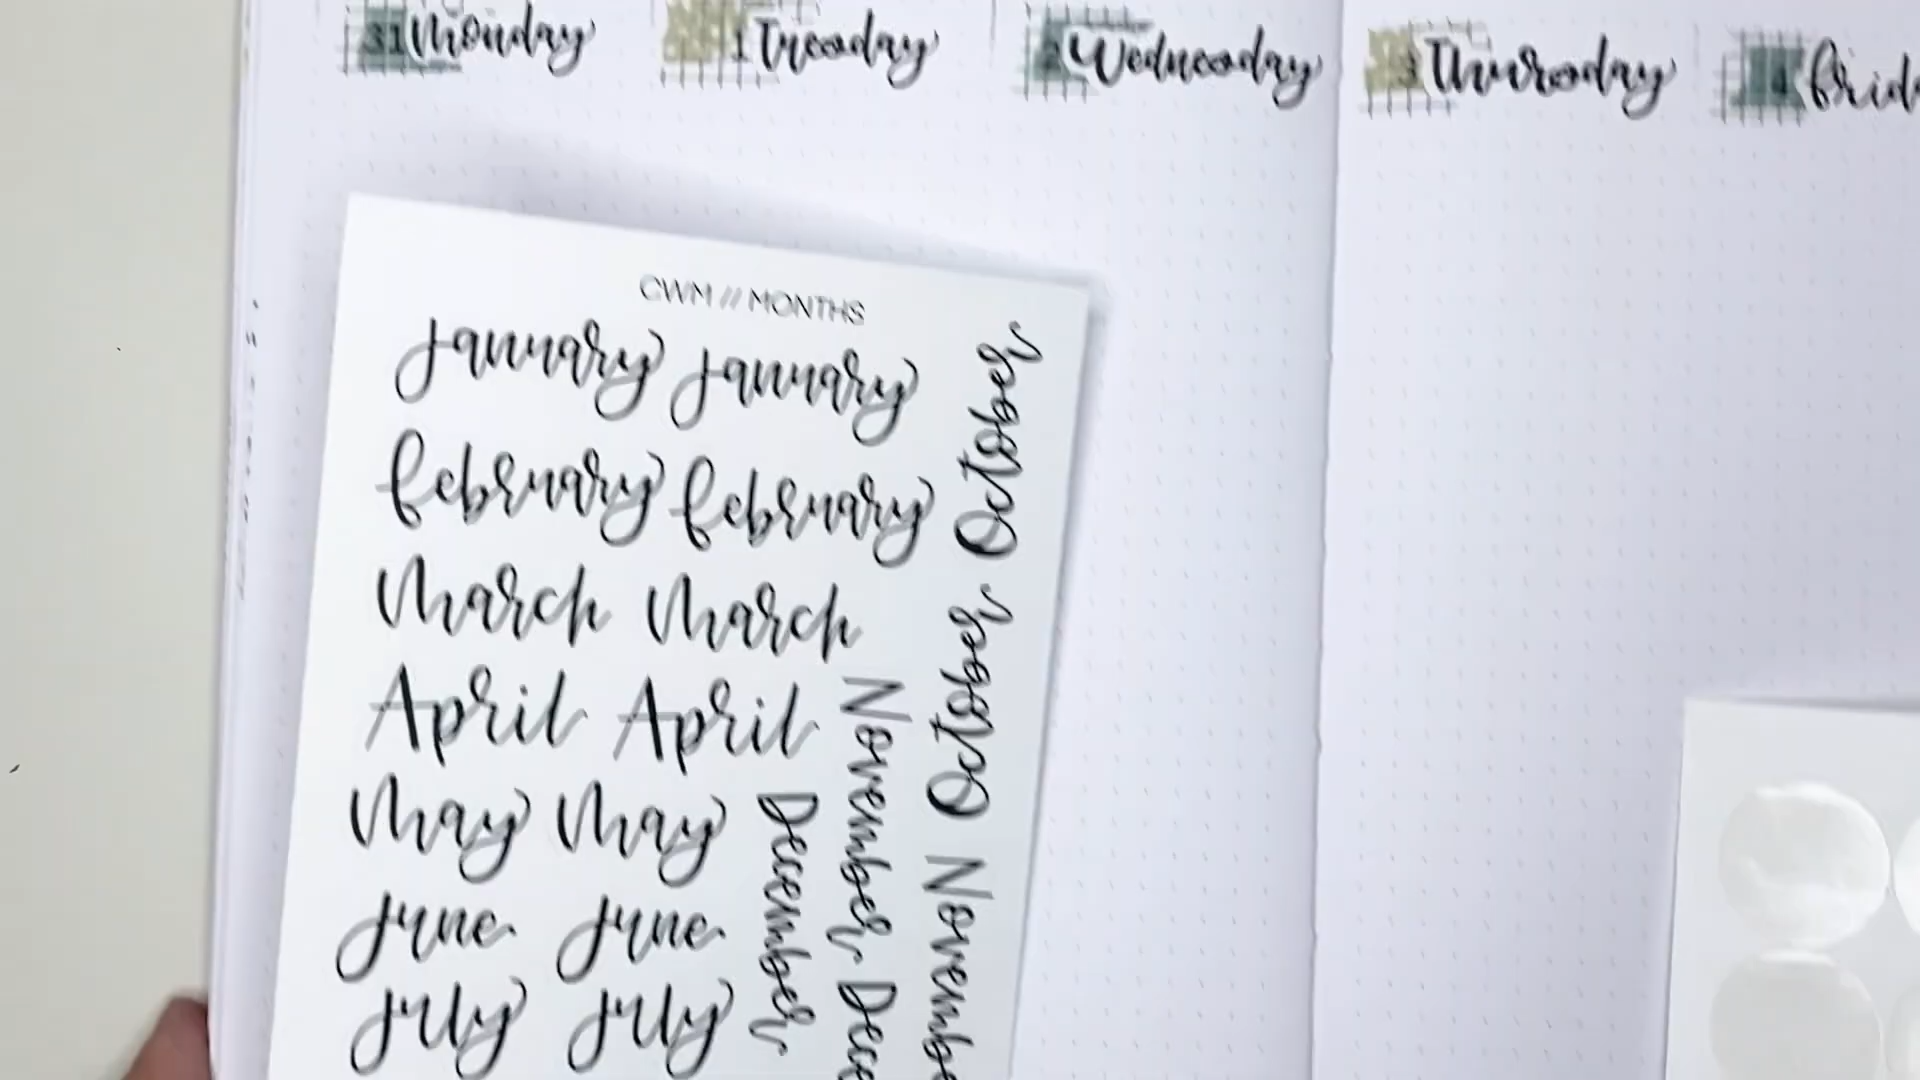 31 Monday 1 Tuesday 2 Wednesday 3 Thursday 4
CWM // MONTHS
January January
February February
March March
April April
May May
June June
July July
October October
November November
December